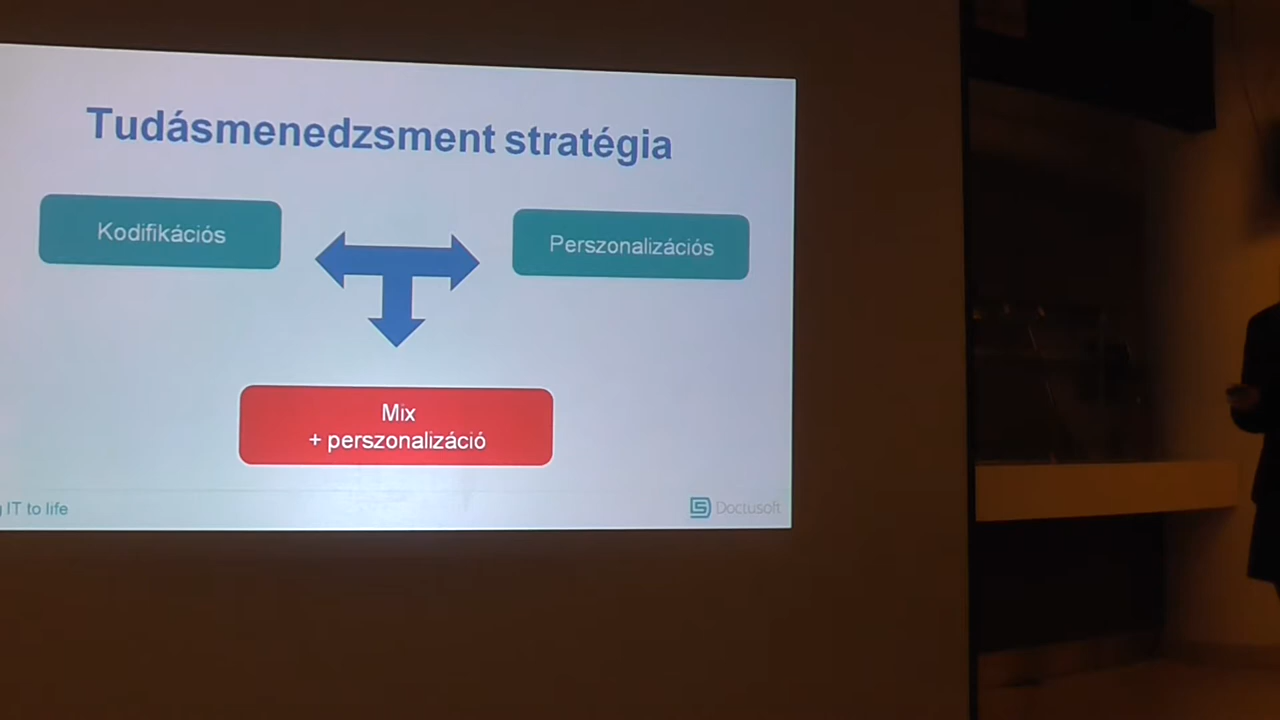 Tudásmenedzsment stratégia
Kodifikációs
Perszonalizációs
Mix
+ perszonalizáció
IT to life
Doctusoft